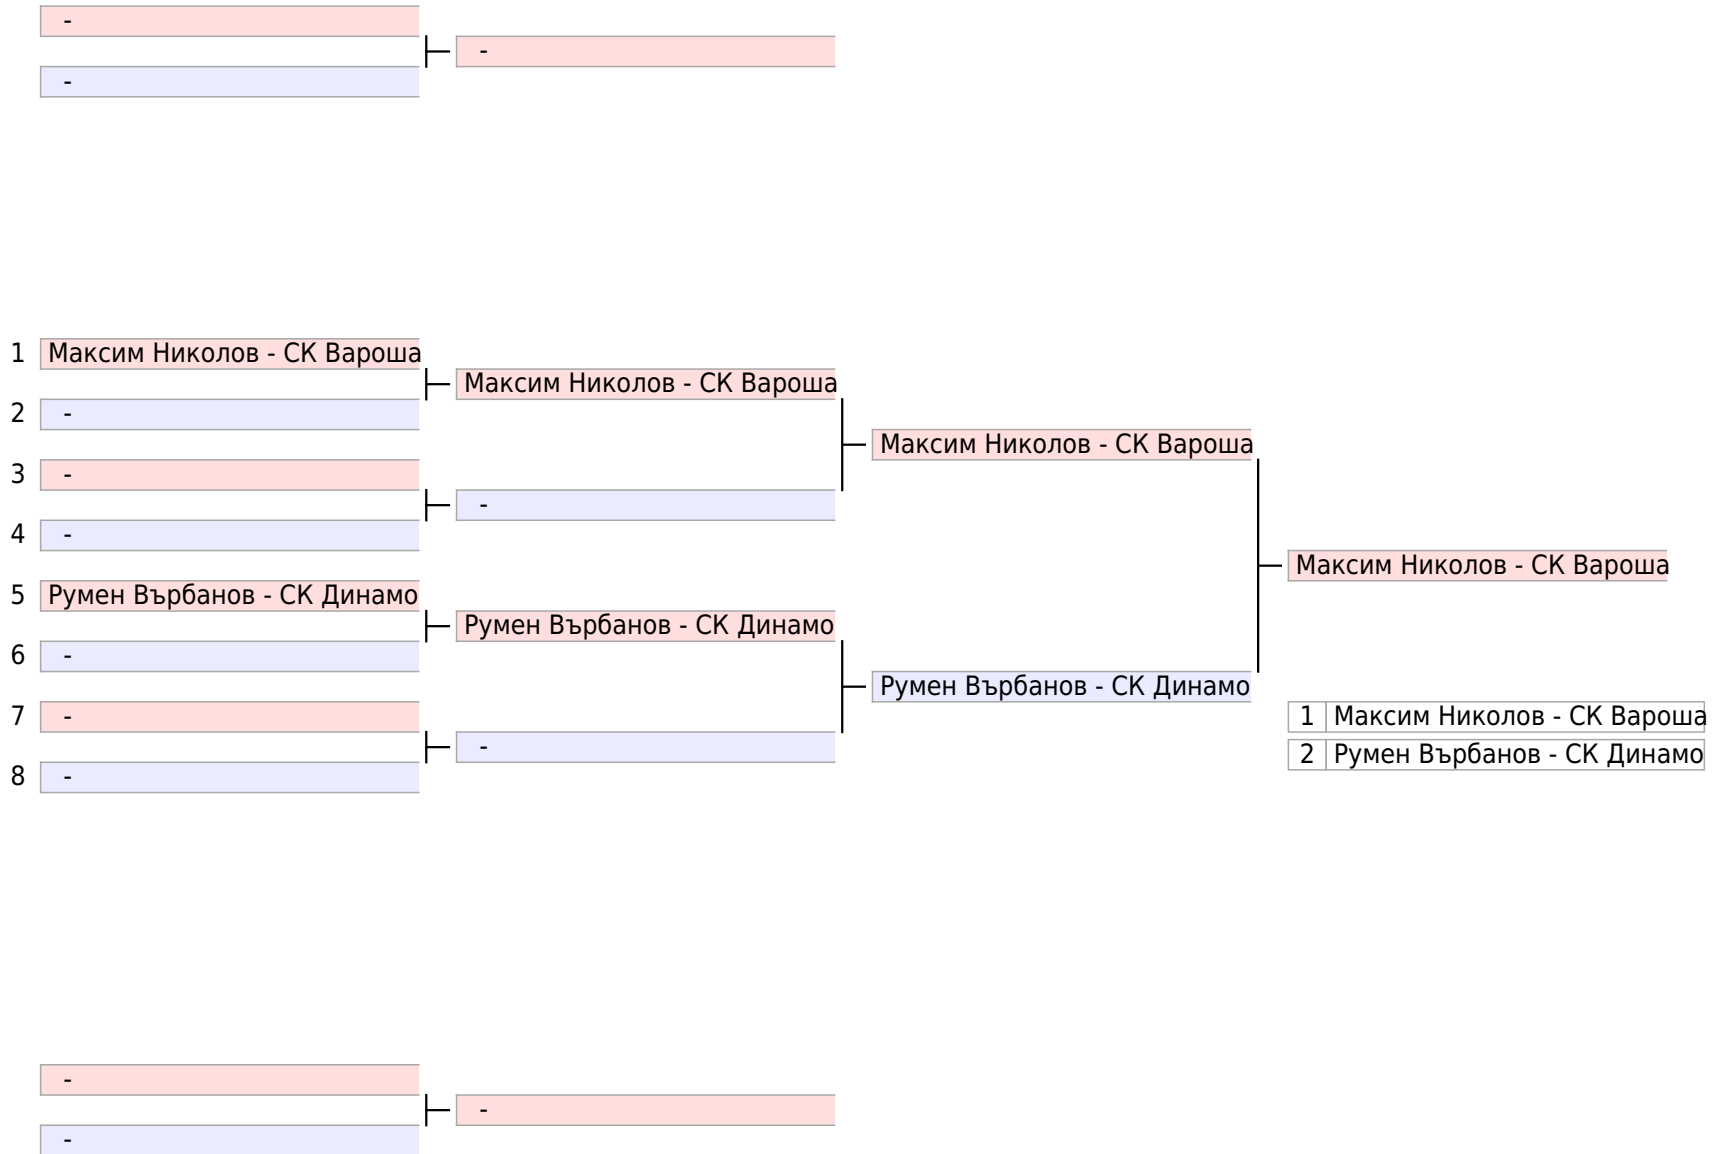 -
-
-
1 Максим Николов - СК Вароша
Максим Николов - СК Вароша
2 -
Максим Николов - СК Вароша
3 -
-
4 -
Максим Николов - СК Вароша
5 Румен Върбанов - СК Динамо
Румен Върбанов - СК Динамо
6 -
Румен Върбанов - СК Динамо
7 -
1 Максим Николов - СК Вароша
-
2 Румен Върбанов - СК Динамо
8 -
-
-
-